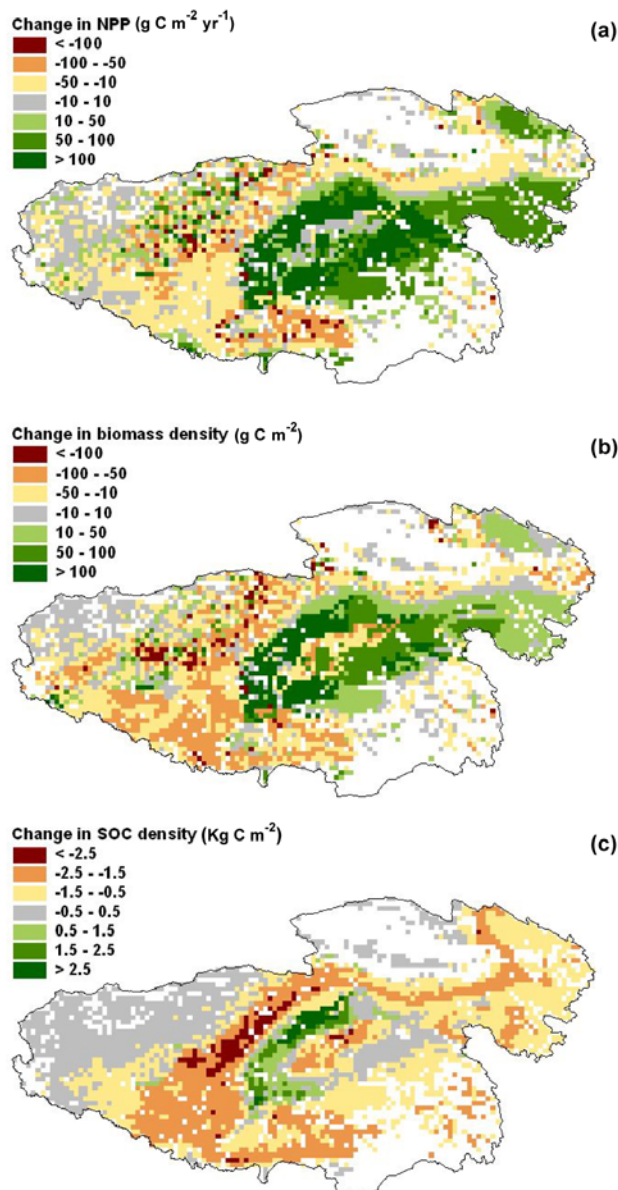 Change in NPP (g C m⁻² yr⁻¹)
(a)
< -100
-100 - -50
-50 - -10
-10 - 10
10 - 50
50 - 100
> 100
Change in biomass density (g C m⁻²)
(b)
< -100
-100 - -50
-50 - -10
-10 - 10
10 - 50
50 - 100
> 100
Change in SOC density (Kg C m⁻²)
(c)
< -2.5
-2.5 - -1.5
-1.5 - -0.5
-0.5 - 0.5
0.5 - 1.5
1.5 - 2.5
> 2.5